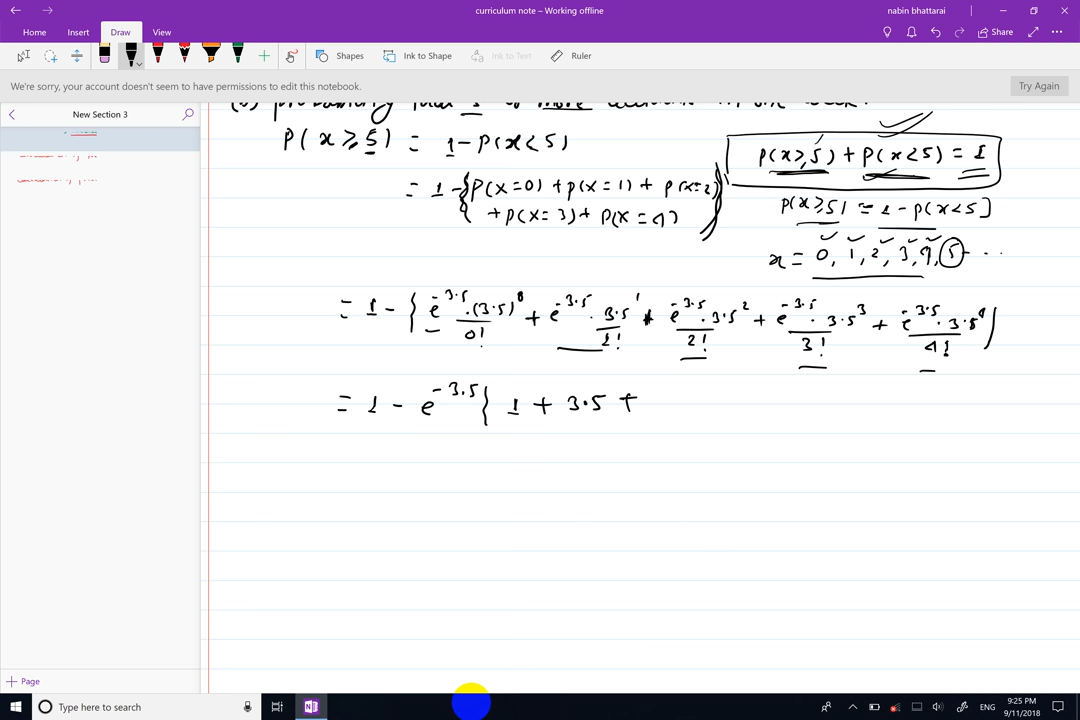 curriculum note – Working offline
nabin bhattarai
Home Insert Draw View
Share
Shapes Ink to Shape Ink to Text Ruler
We're sorry, your account doesn't seem to have permissions to edit this notebook.
Try Again
New Section 3
P(x≥5) = 1 - P(x<5)
P(x≥5) + P(x<5) = 1
= 1 - {P(x=0) + P(x=1) + P(x=2)
+ P(x=3) + P(x=4)}
P(x≥5) = 1 - P(x<5)
x = 0, 1, 2, 3, 4, 5 ...
= 1 - { e^-3.5 · (3.5)^0 / 0! + e^-3.5 · 3.5^1 / 1! + e^-3.5 · 3.5^2 / 2! + e^-3.5 · 3.5^3 / 3! + e^-3.5 · 3.5^4 / 4! }
= 1 - e^-3.5 { 1 + 3.5 +
+ Page
Type here to search
ENG
9:25 PM
9/11/2018